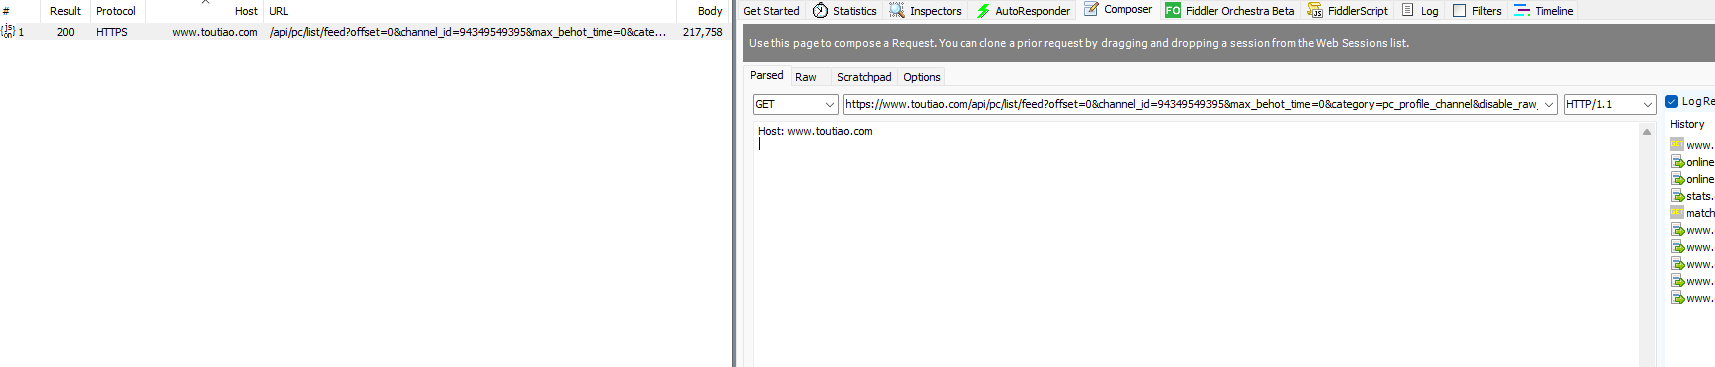 # Result Protocol Host URL Body
{js on} 1 200 HTTPS www.toutiao.com /api/pc/list/feed?offset=0&channel_id=94349549395&max_behot_time=0&cate... 217,758
Get Started Statistics Inspectors AutoResponder Composer FO Fiddler Orchestra Beta FiddlerScript Log Filters Timeline
Use this page to compose a Request. You can clone a prior request by dragging and dropping a session from the Web Sessions list.
Parsed Raw Scratchpad Options
GET https://www.toutiao.com/api/pc/list/feed?offset=0&channel_id=94349549395&max_behot_time=0&category=pc_profile_channel&disable_raw_ HTTP/1.1 Log Re
Host: www.toutiao.com
History
GET www.
online
online
stats.
GET match
www.
www.
www.
www.
www.